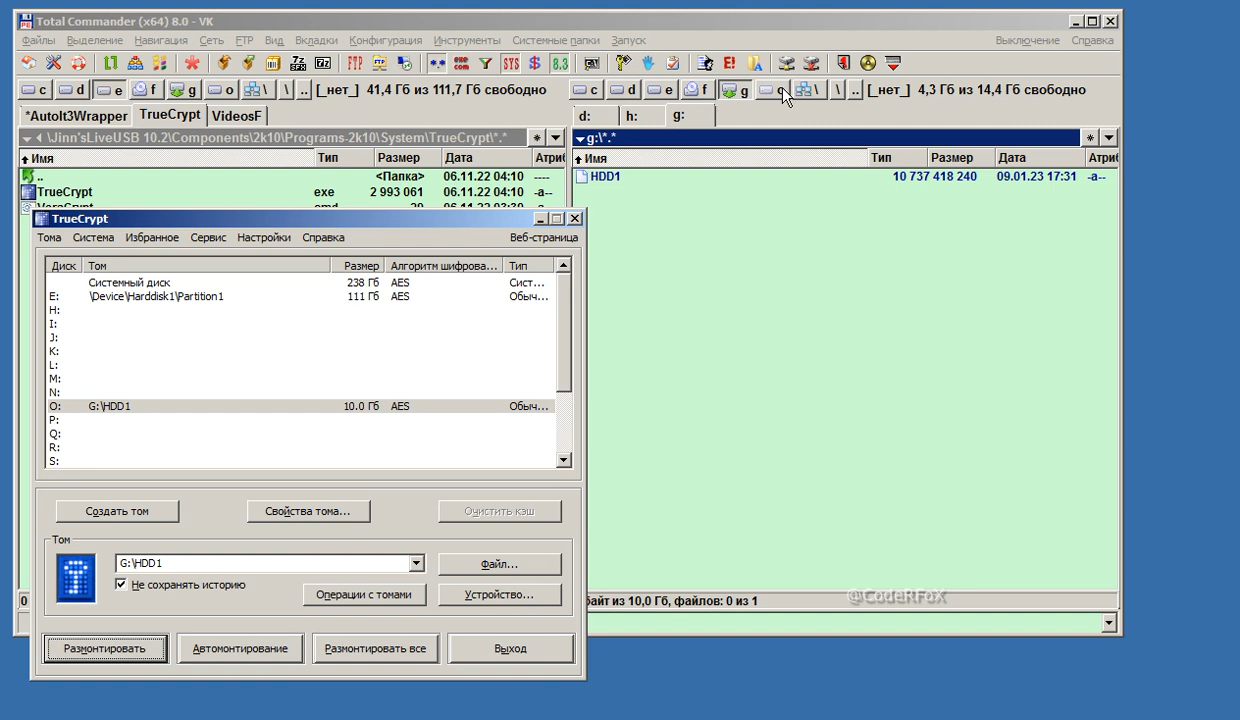 Total Commander (x64) 8.0 - VK
Файлы Выделение Навигация Сеть FTP Вид Вкладки Конфигурация Инструменты Системные папки Запуск Выключение Справка
c d e f g o \ \ .. [_нет_] 41,4 Гб из 111,7 Гб свободно
c d e f g \ \ .. [_нет_] 4,3 Гб из 14,4 Гб свободно
*AutoIt3Wrapper TrueCrypt VideosF
d: h: g:
\Jinn'sLiveUSB 10.2\Components\2k10\Programs-2k10\System\TrueCrypt\*.*
g:\*.*
Имя Тип Размер Дата Атриб
Имя Тип Размер Дата Атриб
.. <Папка> 06.11.22 04:10 ----
HDD1 10 737 418 240 09.01.23 17:31 -a--
TrueCrypt exe 2 993 061 06.11.22 04:10 -a--
TrueCrypt
Тома Система Избранное Сервис Настройки Справка Веб-страница
Диск Том Размер Алгоритм шифрова... Тип
Системный диск 238 Гб AES Сист...
E: \Device\Harddisk1\Partition1 111 Гб AES Обыч...
H:
I:
J:
K:
L:
M:
N:
O: G:\HDD1 10.0 Гб AES Обыч...
P:
Q:
R:
S:
Создать том Свойства тома... Очистить кэш
Том
G:\HDD1 Файл...
Не сохранять историю
Операции с томами Устройство...
Размонтировать Автомонтирование Размонтировать все Выход
байт из 10,0 Гб, файлов: 0 из 1
@CodeRFoX